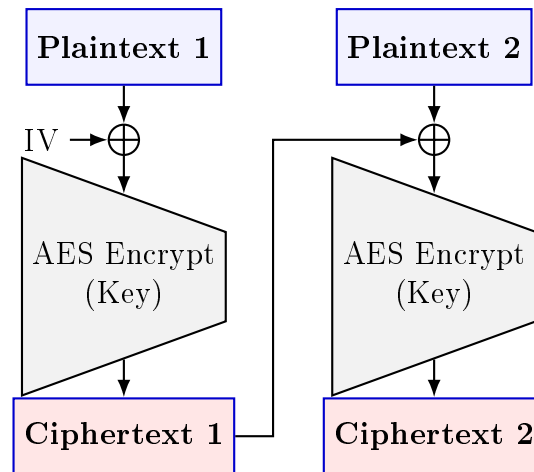 Plaintext 1
Plaintext 2
IV
AES Encrypt
(Key)
AES Encrypt
(Key)
Ciphertext 1
Ciphertext 2